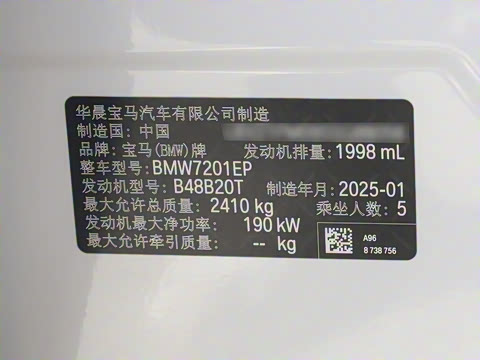 华晨宝马汽车有限公司制造
制造国: 中国
品牌: 宝马(BMW)牌 发动机排量: 1998 mL
整车型号: BMW7201EP
发动机型号: B48B20T 制造年月: 2025-01
最大允许总质量: 2410 kg 乘坐人数: 5
发动机最大净功率: 190 kW
最大允许牵引质量: -- kg
A96
8 738 756